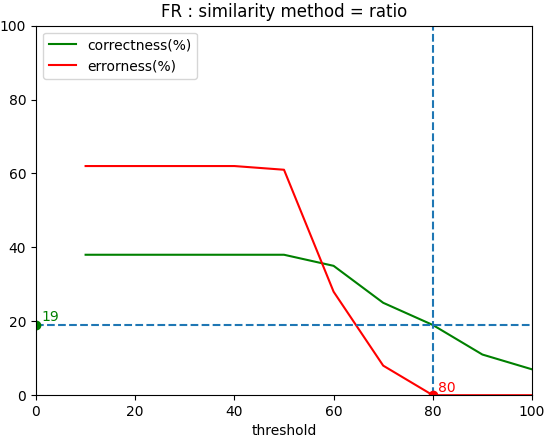 FR : similarity method = ratio
100
correctness(%)
errorness(%)
80
60
40
20
19
80
0
0 20 40 60 80 100
threshold